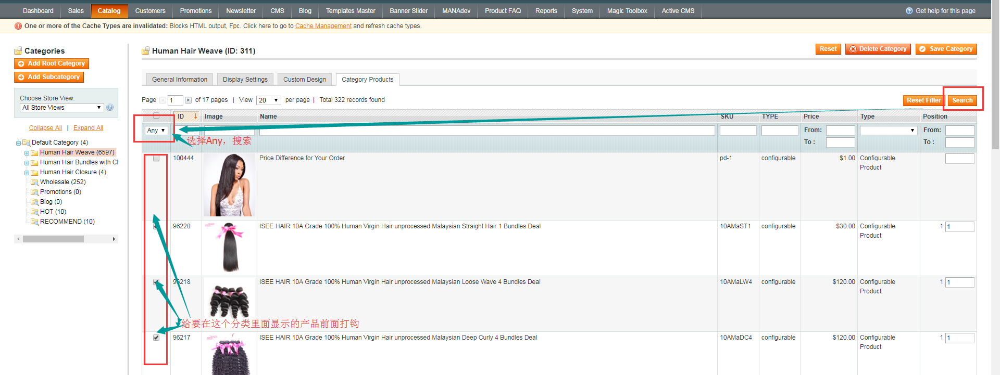 Dashboard Sales Catalog Customers Promotions Newsletter CMS Blog Templates Master Banner Slider MANAdev Product FAQ Reports System Magic Toolbox Active CMS Get help for this page
One or more of the Cache Types are invalidated: Blocks HTML output, Fpc. Click here to go to Cache Management and refresh cache types.
Categories
Add Root Category
Add Subcategory
Choose Store View:
All Store Views
Collapse All | Expand All
Default Category (4)
Human Hair Weave (6597)
Human Hair Bundles with Cl
Human Hair Closure (4)
Wholesale (252)
Promotions (0)
Blog (0)
HOT (10)
RECOMMEND (10)
Human Hair Weave (ID: 311)
Reset Delete Category Save Category
General Information Display Settings Custom Design Category Products
Page 1 of 17 pages | View 20 per page | Total 322 records found
Reset Filter Search
ID Image Name SKU TYPE Price Type Position
Any From: From:
To : To :
选择Any，搜索
100444 Price Difference for Your Order pd-1 configurable $1.00 Configurable Product
96220 ISEE HAIR 10A Grade 100% Human Virgin Hair unprocessed Malaysian Straight Hair 1 Bundles Deal 10AMaST1 configurable $30.00 Configurable Product 1 1
96218 ISEE HAIR 10A Grade 100% Human Virgin Hair unprocessed Malaysian Loose Wave 4 Bundles Deal 10AMaLW4 configurable $120.00 Configurable Product 1 1
给要在这个分类里面显示的产品前面打钩
96217 ISEE HAIR 10A Grade 100% Human Virgin Hair unprocessed Malaysian Deep Curly 4 Bundles Deal 10AMaDC4 configurable $120.00 Configurable Product 1 1